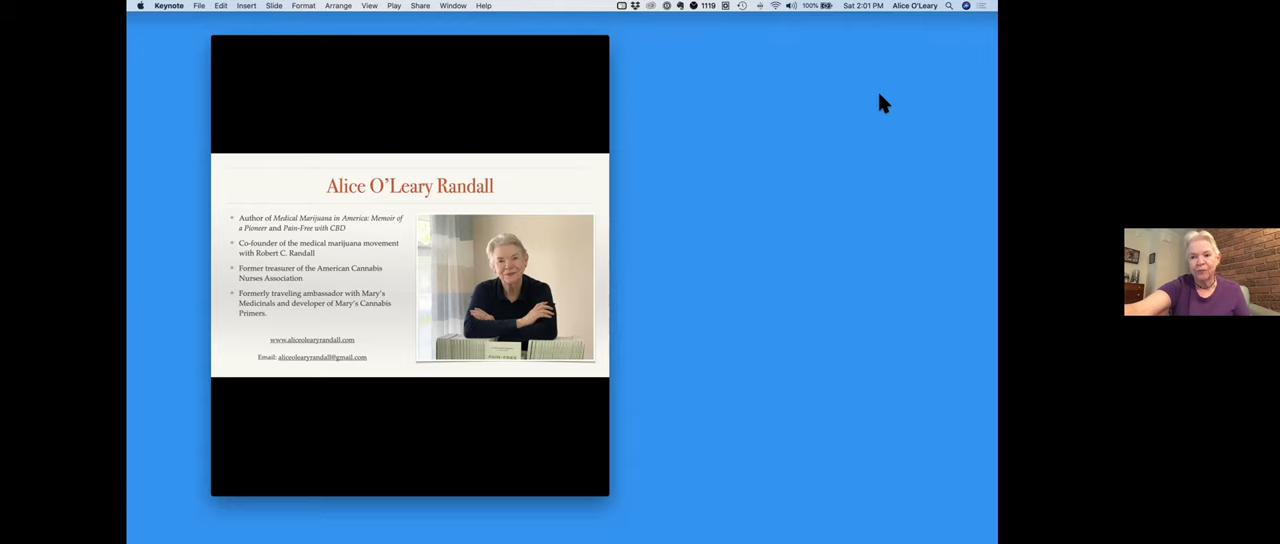 Keynote File Edit Insert Slide Format Arrange View Play Share Window Help 1119 100% Sat 2:01 PM Alice O'Leary
Alice O'Leary Randall
Author of Medical Marijuana in America: Memoir of
a Pioneer and Pain-Free with CBD
Co-founder of the medical marijuana movement
with Robert C. Randall
Former treasurer of the American Cannabis
Nurses Association
Formerly traveling ambassador with Mary's
Medicinals and developer of Mary's Cannabis
Primers.
www.aliceolearyrandall.com
Email: aliceolearyrandall@gmail.com
PAIN-FREE